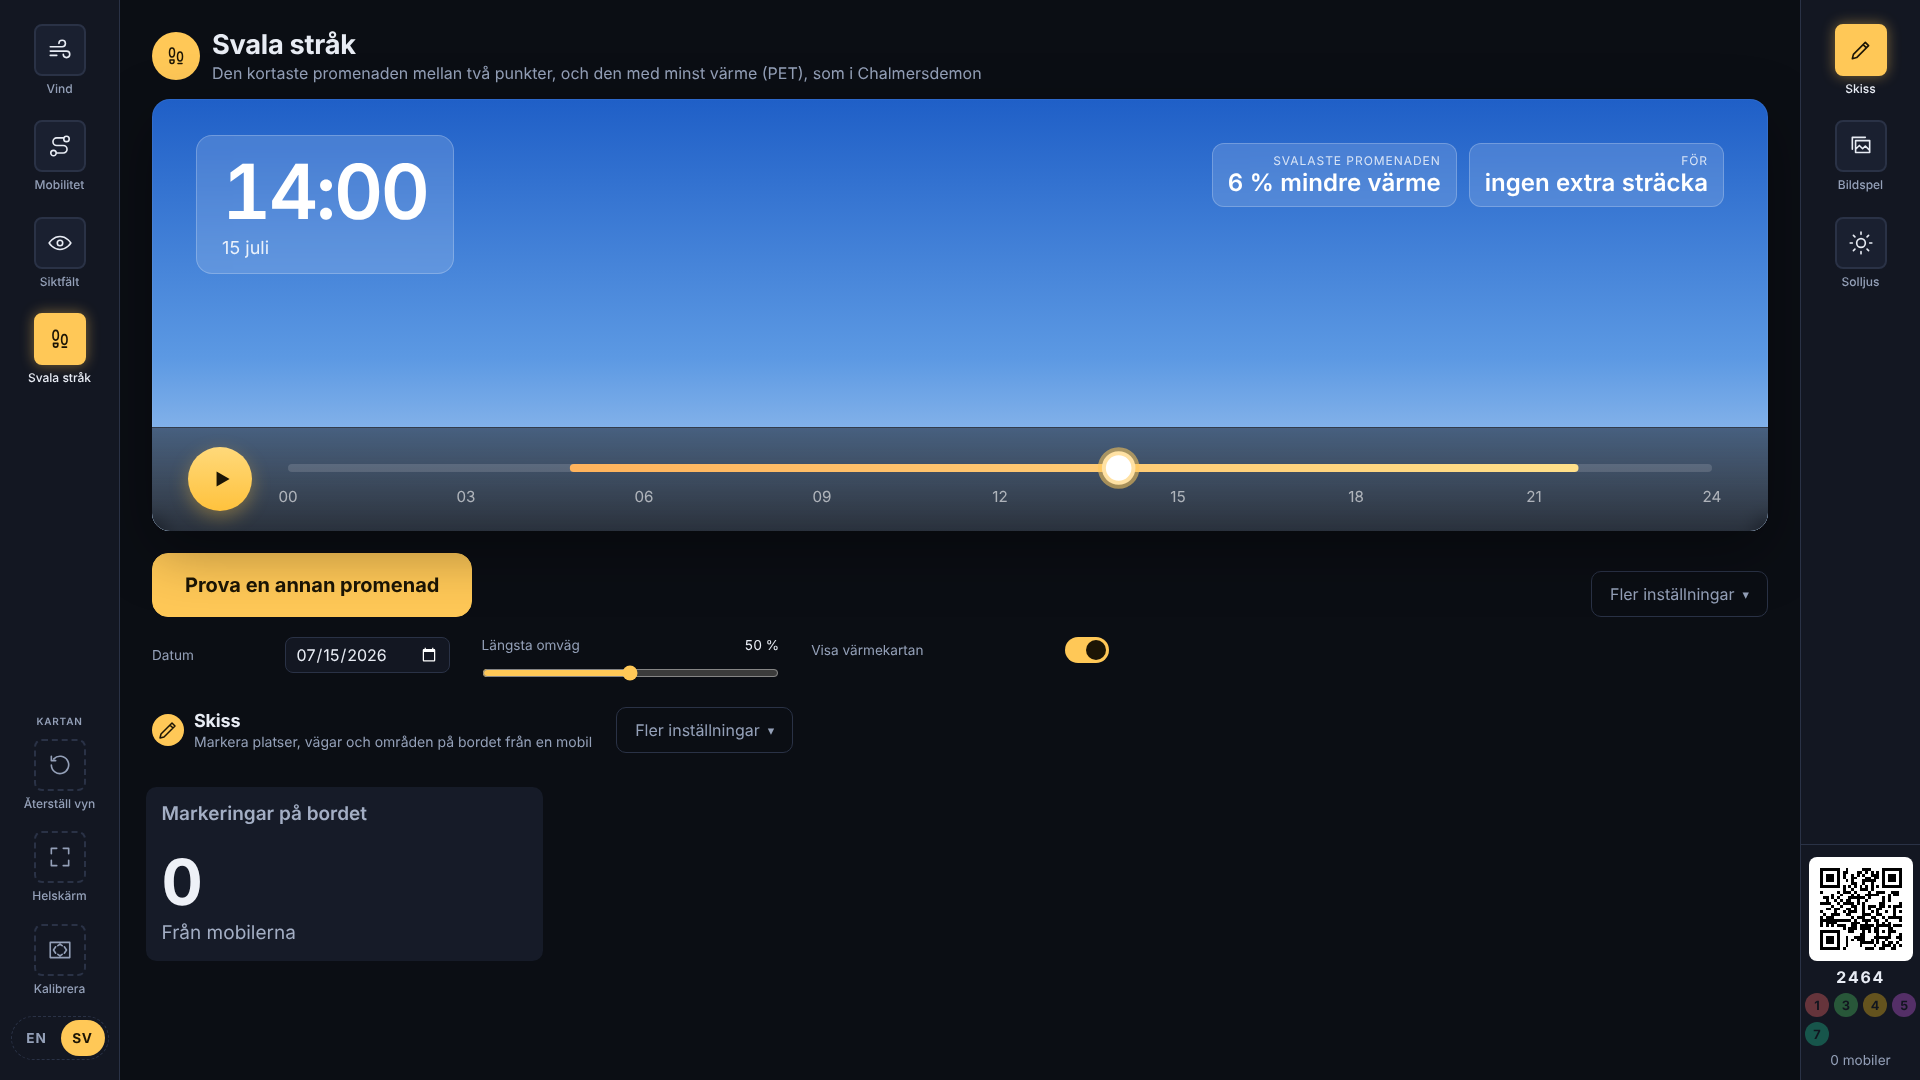 Vind
Mobilitet
Siktfält
Svala stråk
KARTAN
Återställ vyn
Helskärm
Kalibrera
EN SV
Svala stråk
Den kortaste promenaden mellan två punkter, och den med minst värme (PET), som i Chalmersdemon
14:00
15 juli
SVALASTE PROMENADEN
6 % mindre värme
FÖR
ingen extra sträcka
00 03 06 09 12 15 18 21 24
Prova en annan promenad
Fler inställningar ▾
Datum 07/15/2026
Längsta omväg 50 %
Visa värmekartan
Skiss
Markera platser, vägar och områden på bordet från en mobil
Fler inställningar ▾
Markeringar på bordet
0
Från mobilerna
Skiss
Bildspel
Solljus
2464
1 3 4 5
7
0 mobiler